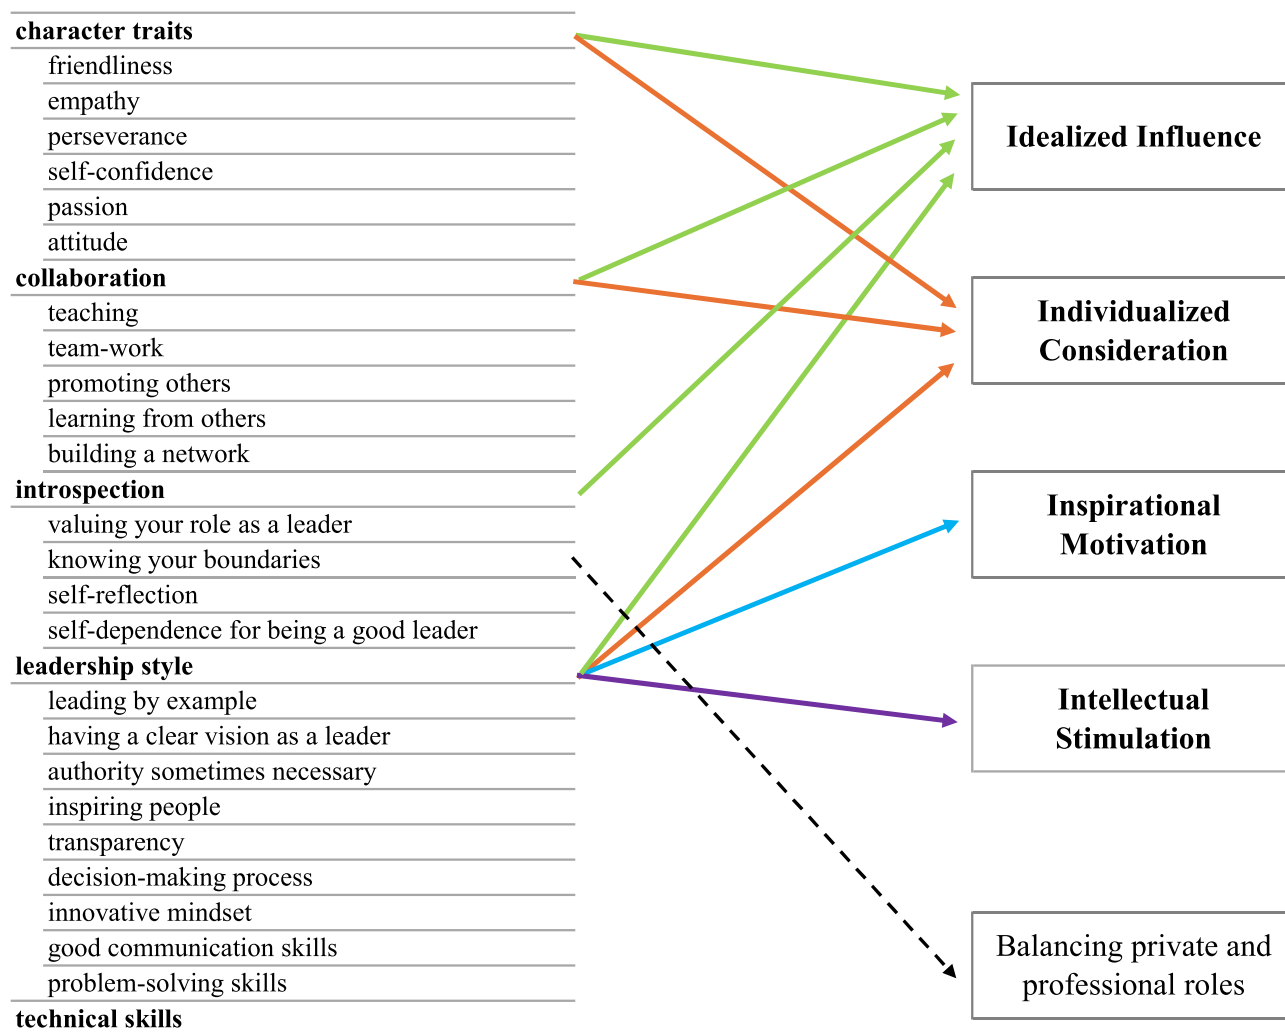 character traits
friendliness
empathy
perseverance
self-confidence
passion
attitude
collaboration
teaching
team-work
promoting others
learning from others
building a network
introspection
valuing your role as a leader
knowing your boundaries
self-reflection
self-dependence for being a good leader
leadership style
leading by example
having a clear vision as a leader
authority sometimes necessary
inspiring people
transparency
decision-making process
innovative mindset
good communication skills
problem-solving skills
technical skills
Idealized Influence
Individualized
Consideration
Inspirational
Motivation
Intellectual
Stimulation
Balancing private and
professional roles